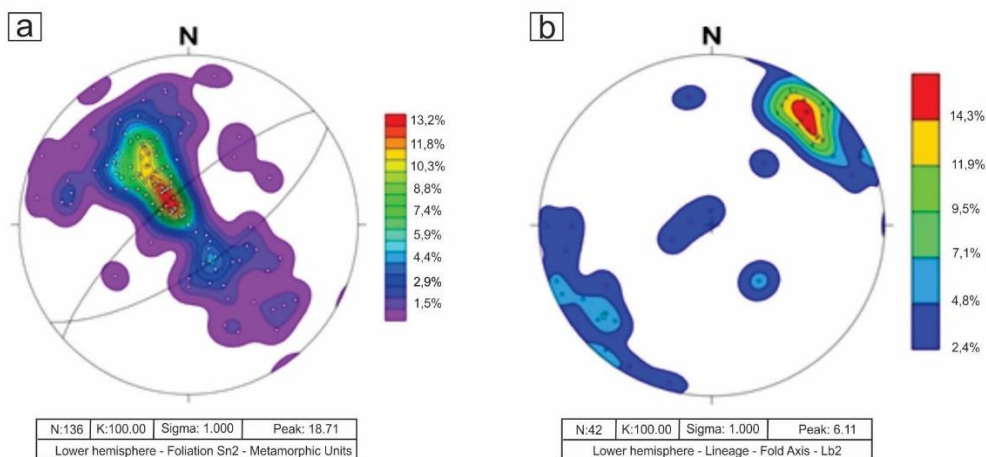 a
N
13,2%
11,8%
10,3%
8,8%
7,4%
5,9%
4,4%
2,9%
1,5%
N:136 K:100.00 Sigma: 1.000 Peak: 18.71
Lower hemisphere - Foliation Sn2 - Metamorphic Units
b
N
14,3%
11,9%
9,5%
7,1%
4,8%
2,4%
N:42 K:100.00 Sigma: 1.000 Peak: 6.11
Lower hemisphere - Lineage - Fold Axis - Lb2